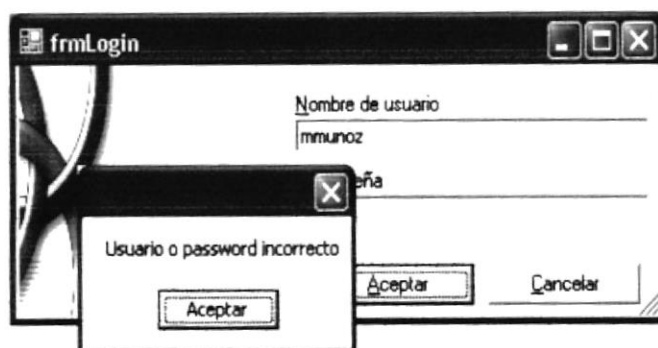 frmLogin
Nombre de usuario
mmunoz
eña
Usuario o password incorrecto
Aceptar
Aceptar
Cancelar